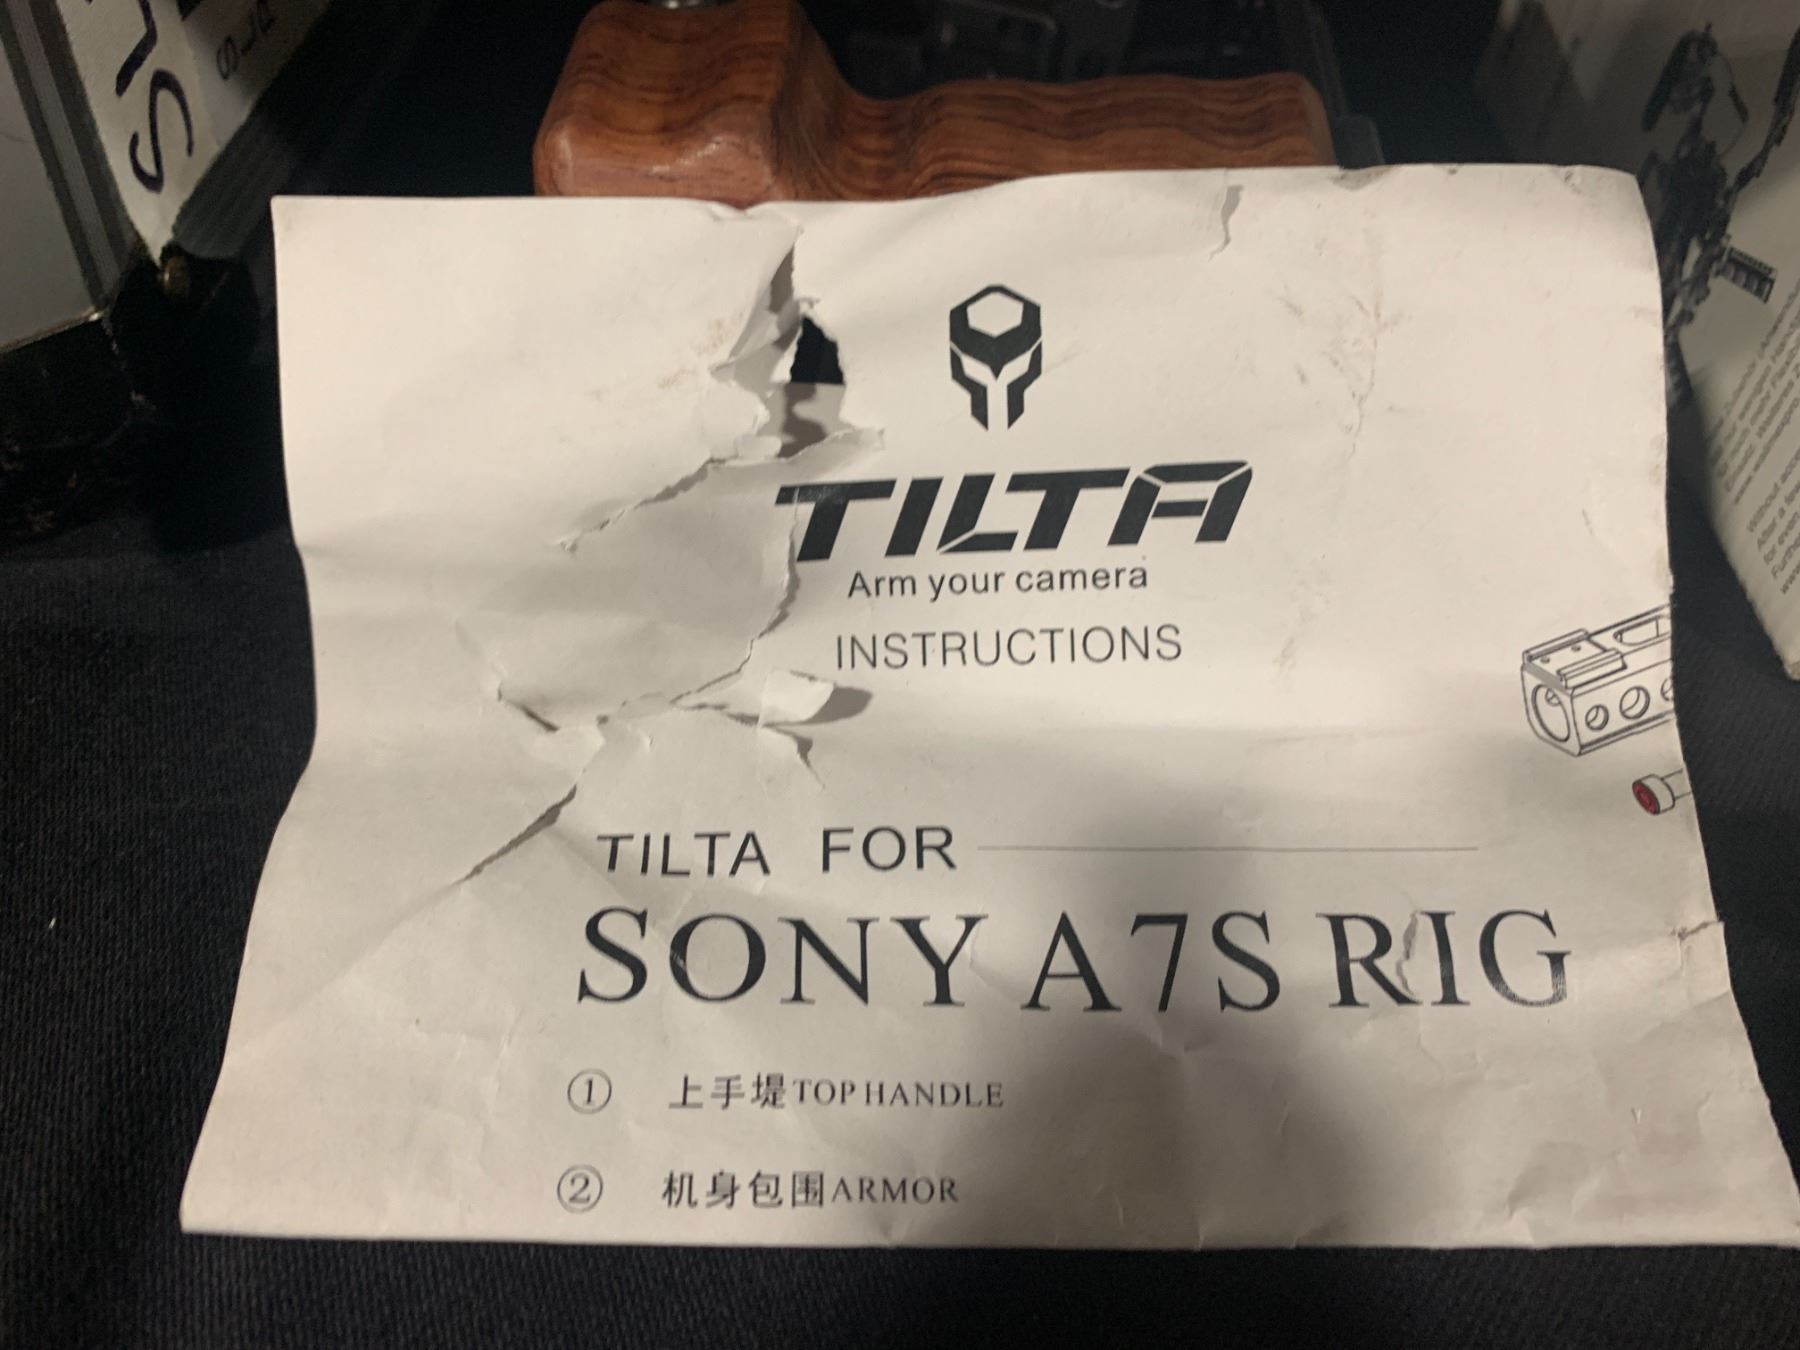 TILTA
Arm your camera
INSTRUCTIONS
TILTA FOR
SONY A7S RIG
① 上手堤TOP HANDLE
② 机身包围ARMOR